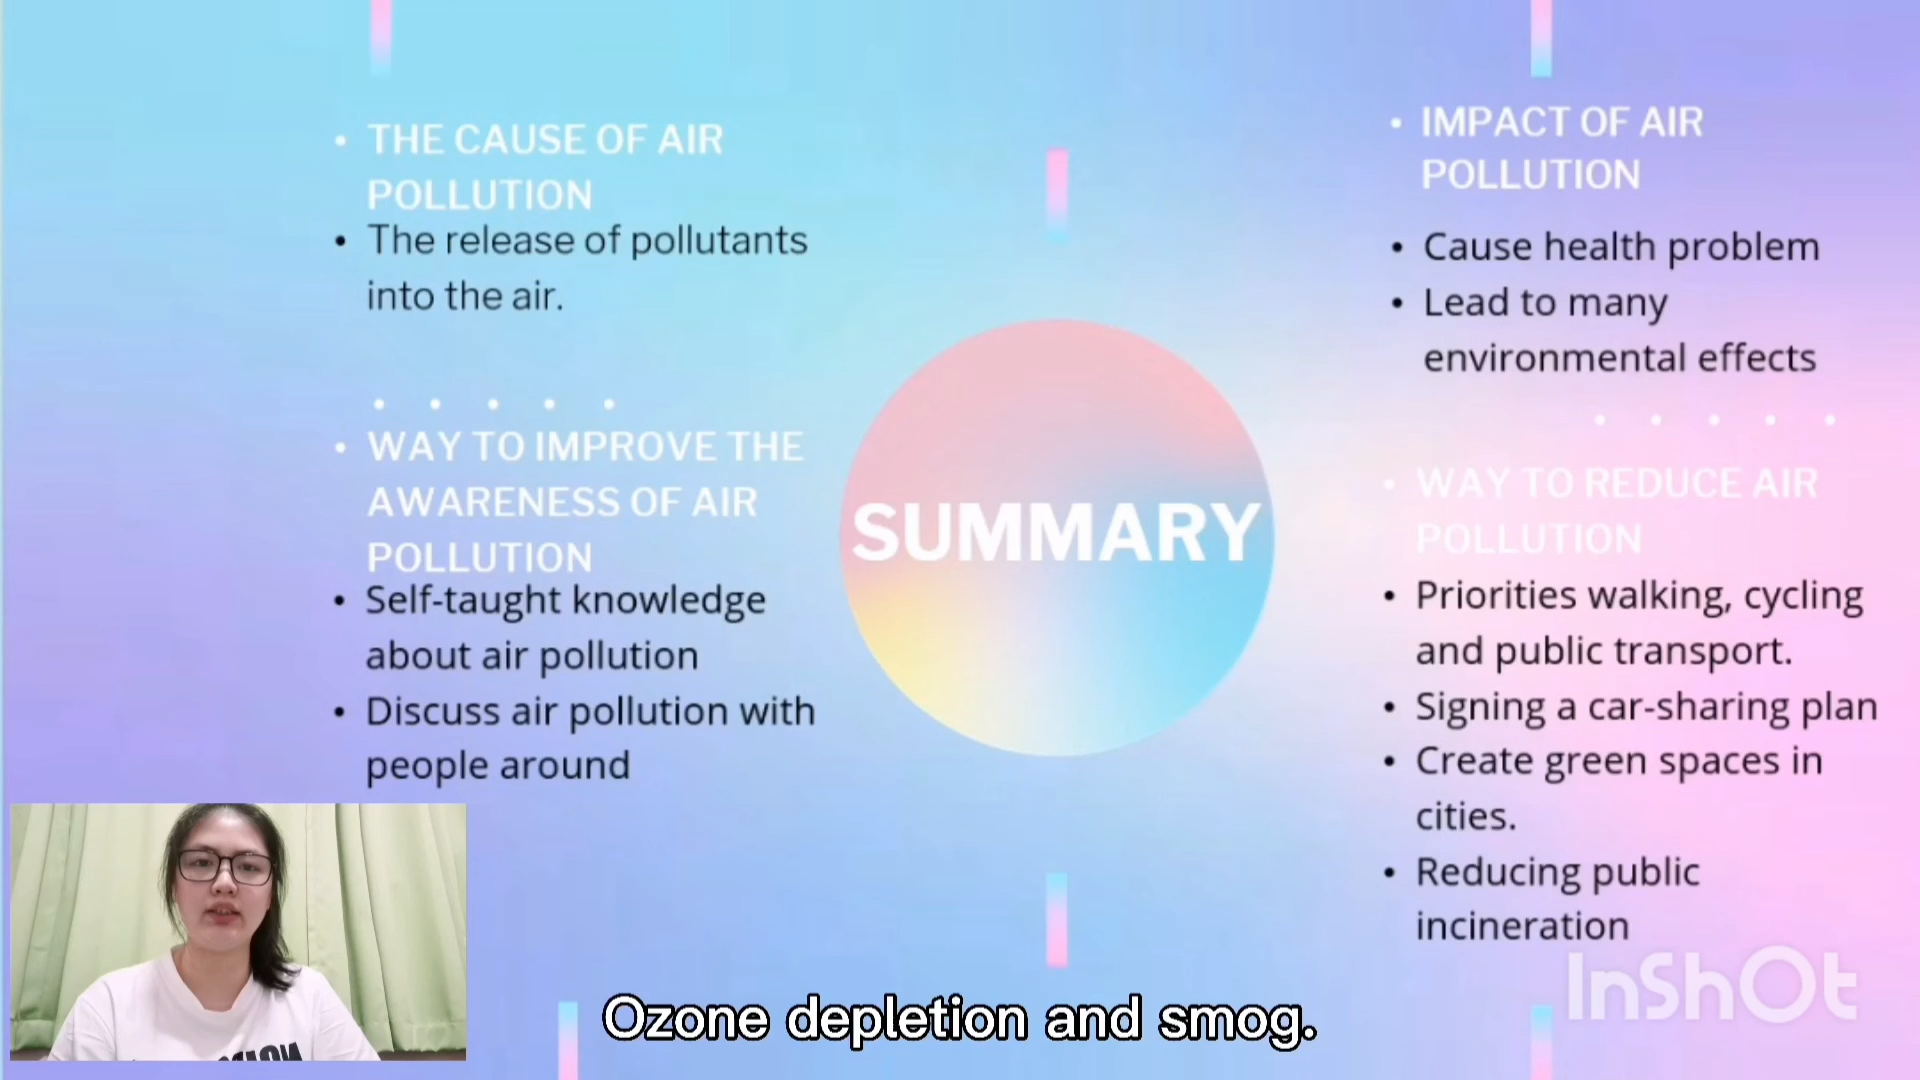 • THE CAUSE OF AIR
POLLUTION
• The release of pollutants
into the air.
• WAY TO IMPROVE THE
AWARENESS OF AIR
POLLUTION
• Self-taught knowledge
about air pollution
• Discuss air pollution with
people around
SUMMARY
• IMPACT OF AIR
POLLUTION
• Cause health problem
• Lead to many
environmental effects
• WAY TO REDUCE AIR
POLLUTION
• Priorities walking, cycling
and public transport.
• Signing a car-sharing plan
• Create green spaces in
cities.
• Reducing public
incineration
InShOt
Ozone depletion and smog.